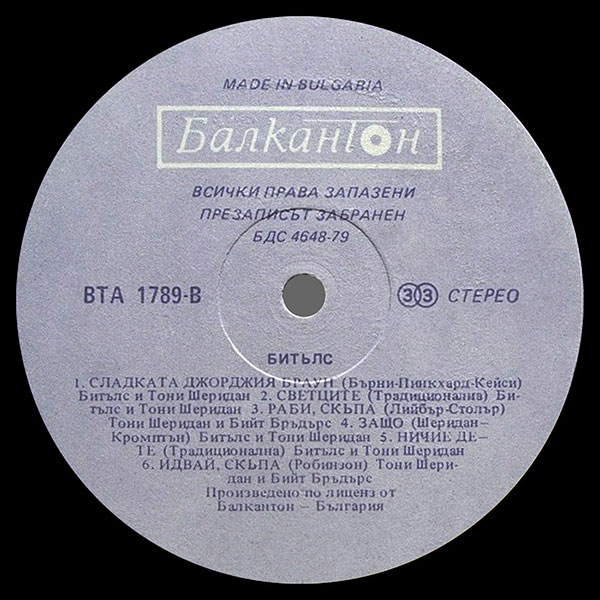 MADE IN BULGARIA
Балкантон
ВСИЧКИ ПРАВА ЗАПАЗЕНИ
ПРЕЗАПИСЪТ ЗАБРАНЕН
БДС 4648-79
ВТА 1789-В
33 СТЕРЕО
БИТЪЛС
1. СЛАДКАТА ДЖОРДЖИЯ БРАУН (Бърни-Пинкхард-Кейси)
Битълс и Тони Шеридан 2. СВЕТЦИТЕ (Традиционална) Би-
тълс и Тони Шеридан 3. РАБИ, СКЪПА (Лийбър-Столър)
Тони Шеридан и Бийт Бръдърс 4. ЗАЩО (Шеридан-
Кромптън) Битълс и Тони Шеридан 5. НИЧИЕ ДЕ-
ТЕ (Традиционална) Битълс и Тони Шеридан
6. ИДВАЙ, СКЪПА (Робинзон) Тони Шери-
дан и Бийт Бръдърс
Произведено по лиценз от
Балкантон – България